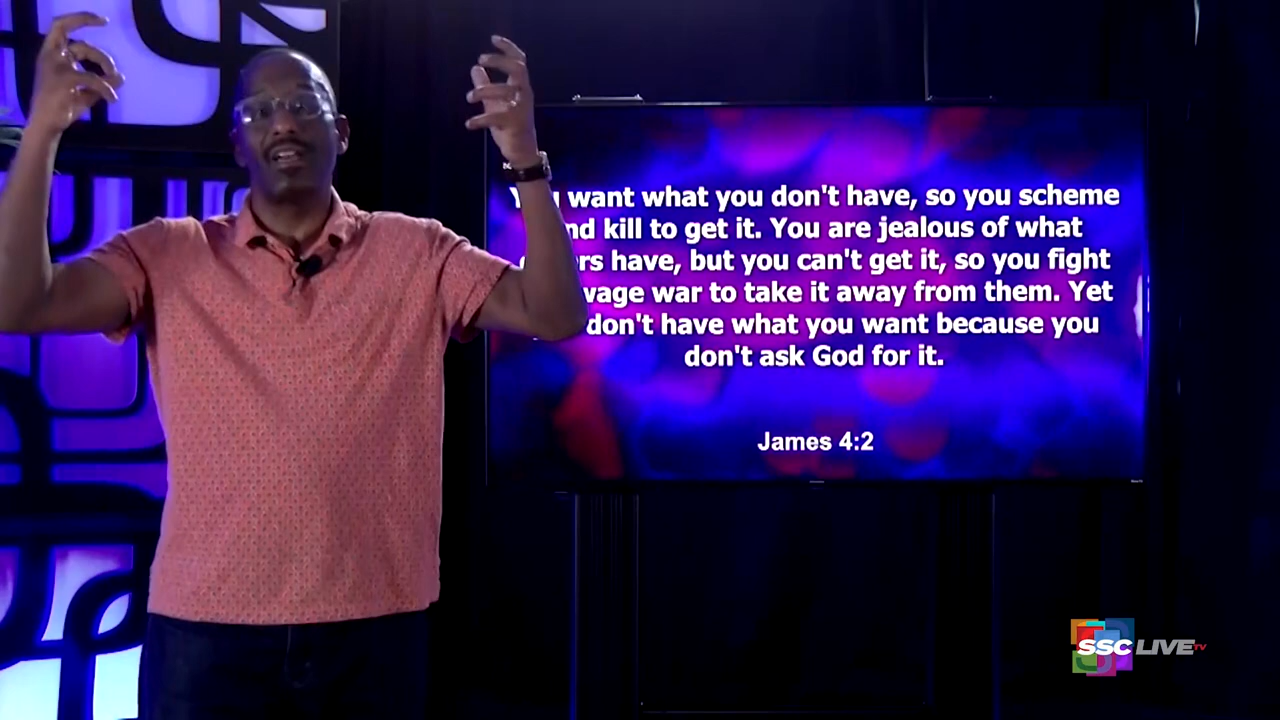 want what you don't have, so you scheme
kill to get it. You are jealous of what
have, but you can't get it, so you fight
wage war to take it away from them. Yet
don't have what you want because you
don't ask God for it.
James 4:2
SSC LIVE TV